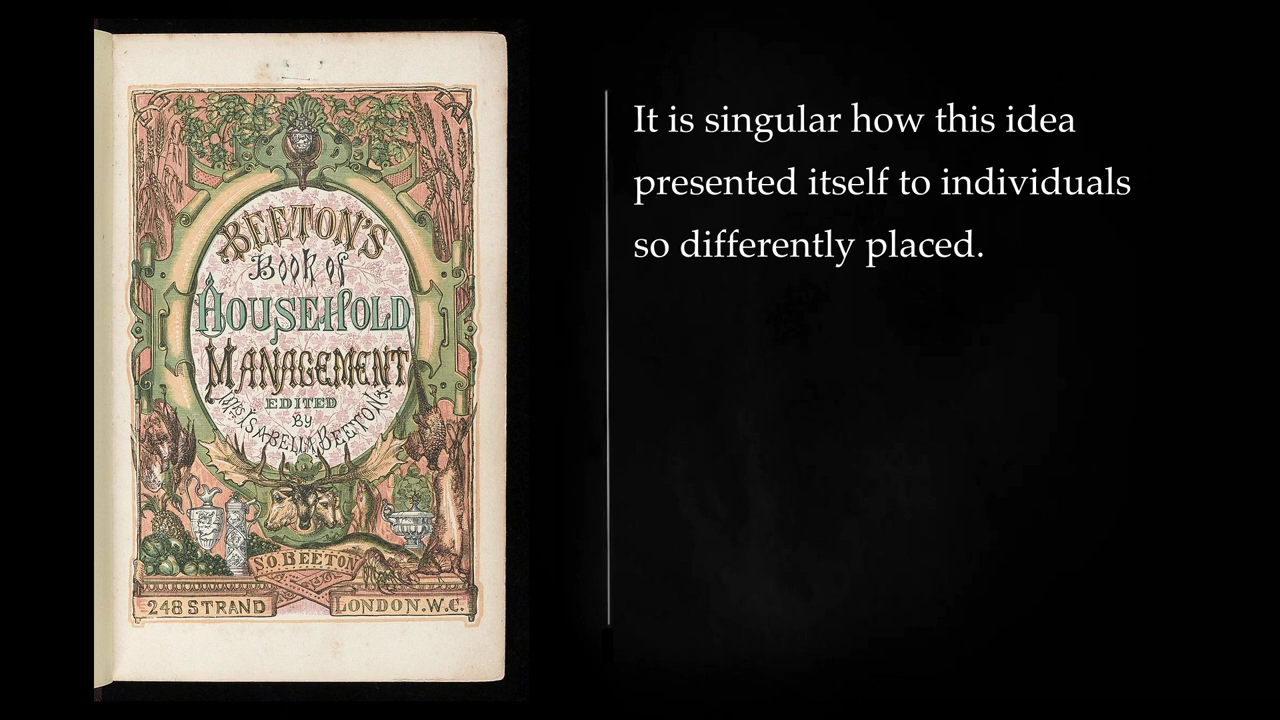 BEETON'S
Book of
HOUSEHOLD
MANAGEMENT
EDITED
BY
MRS ISABELLA BEETON
S.O. BEETON
248 STRAND
LONDON. W.C.
It is singular how this idea
presented itself to individuals
so differently placed.